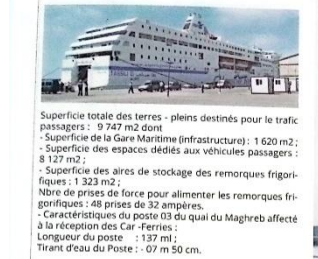 Superficie totale des terres - pleins destinés pour le trafic
passagers : 9 747 m2 dont
- Superficie de la Gare Maritime (infrastructure) : 1 620 m2 ;
- Superficie des espaces dédiés aux véhicules passagers :
8 127 m2 ;
- Superficie des aires de stockage des remorques frigori-
fiques : 1 323 m2 ;
Nbre de prises de force pour alimenter les remorques fri-
gorifiques : 48 prises de 32 ampères.
- Caractéristiques du poste 03 du quai du Maghreb affecté
à la réception des Car -Ferries :
Longueur du poste : 137 ml ;
Tirant d'eau du Poste : - 07 m 50 cm.